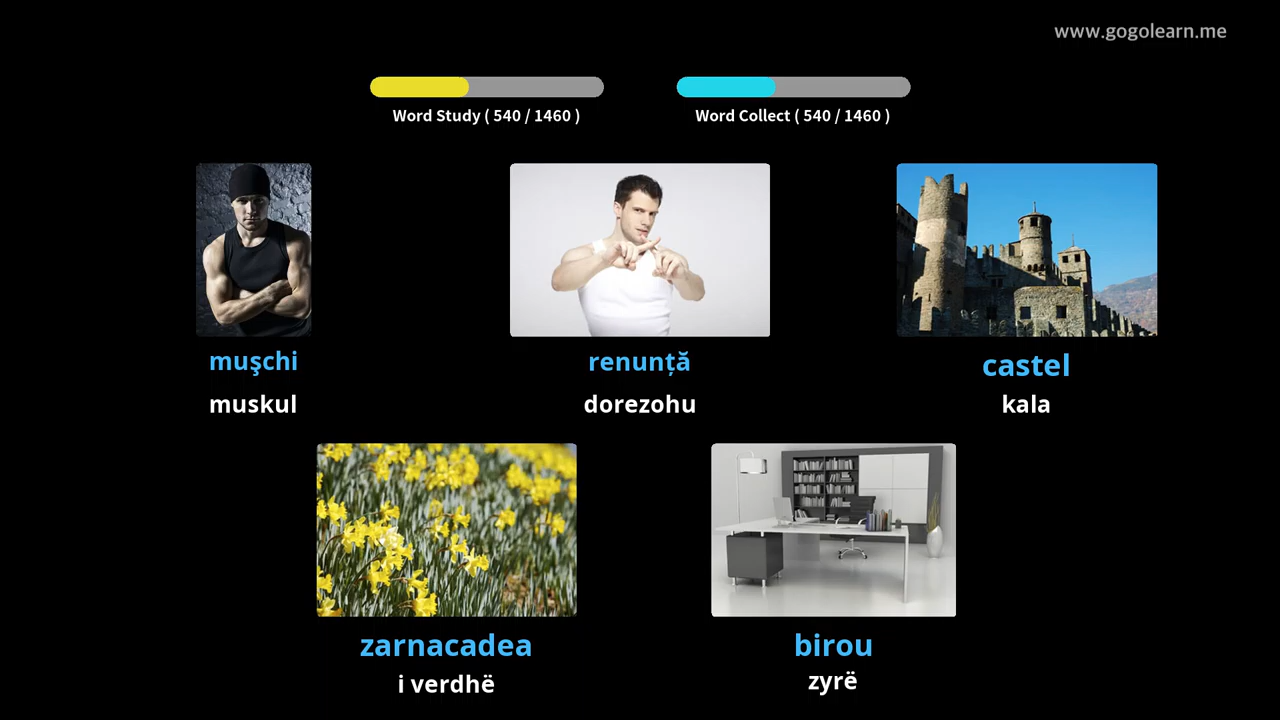 www.gogolearn.me
Word Study ( 540 / 1460 )
Word Collect ( 540 / 1460 )
muşchi
muskul
renunță
dorezohu
castel
kala
zarnacadea
i verdhë
birou
zyrë